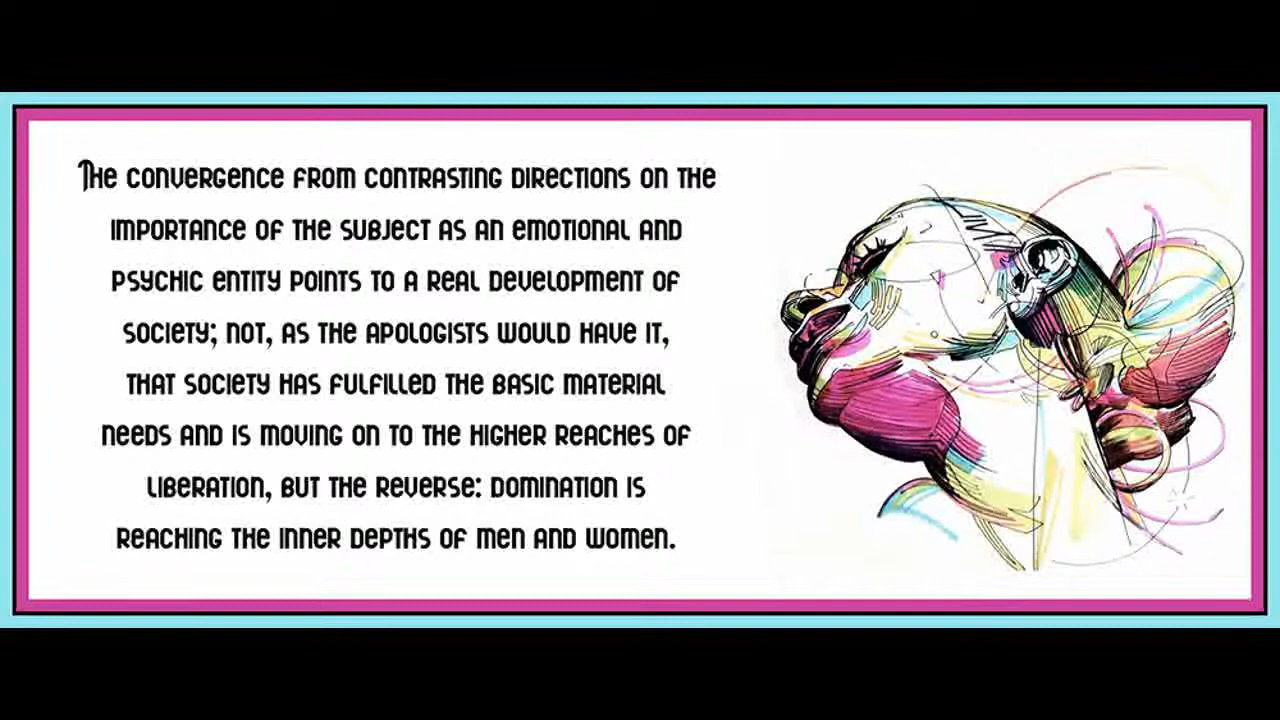 The convergence from contrasting directions on the
importance of the subject as an emotional and
psychic entity points to a real development of
society; not, as the apologists would have it,
that society has fulfilled the basic material
needs and is moving on to the higher reaches of
liberation, but the reverse: domination is
reaching the inner depths of men and women.